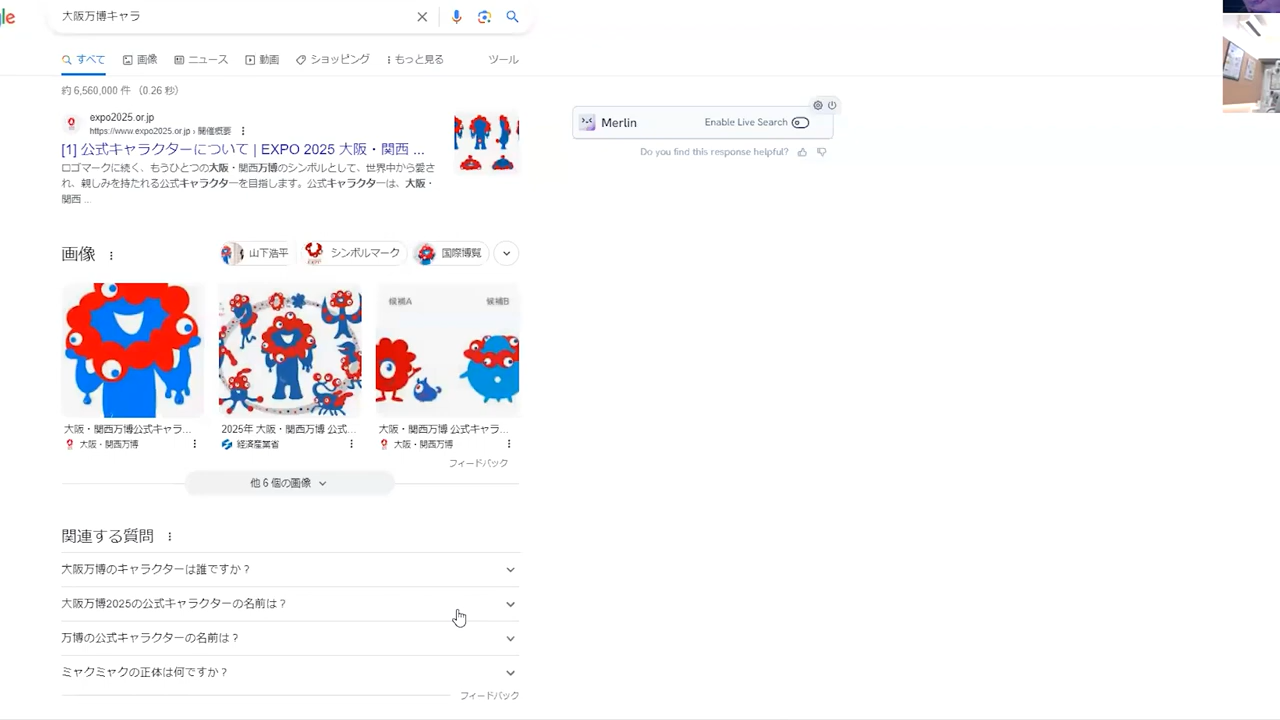 大阪万博キャラ
すべて 画像 ニュース 動画 ショッピング もっと見る ツール
約 6,560,000 件 (0.26 秒)
expo2025.or.jp
https://www.expo2025.or.jp › 開催概要
[1] 公式キャラクターについて | EXPO 2025 大阪・関西 ...
ロゴマークに続く、もうひとつの大阪・関西万博のシンボルとして、世界中から愛さ
れ、親しみを持たれる公式キャラクターを目指します。公式キャラクターは、大阪・
関西 ...
Merlin Enable Live Search
Do you find this response helpful?
画像 山下浩平 シンボルマーク 国際博覧
候補A 候補B
大阪・関西万博公式キャラ...
大阪・関西万博
2025年 大阪・関西万博 公式...
経済産業省
大阪・関西万博 公式キャラ...
大阪・関西万博
フィードバック
他 6 個の画像
関連する質問
大阪万博のキャラクターは誰ですか？
大阪万博2025の公式キャラクターの名前は？
万博の公式キャラクターの名前は？
ミャクミャクの正体は何ですか？
フィードバック